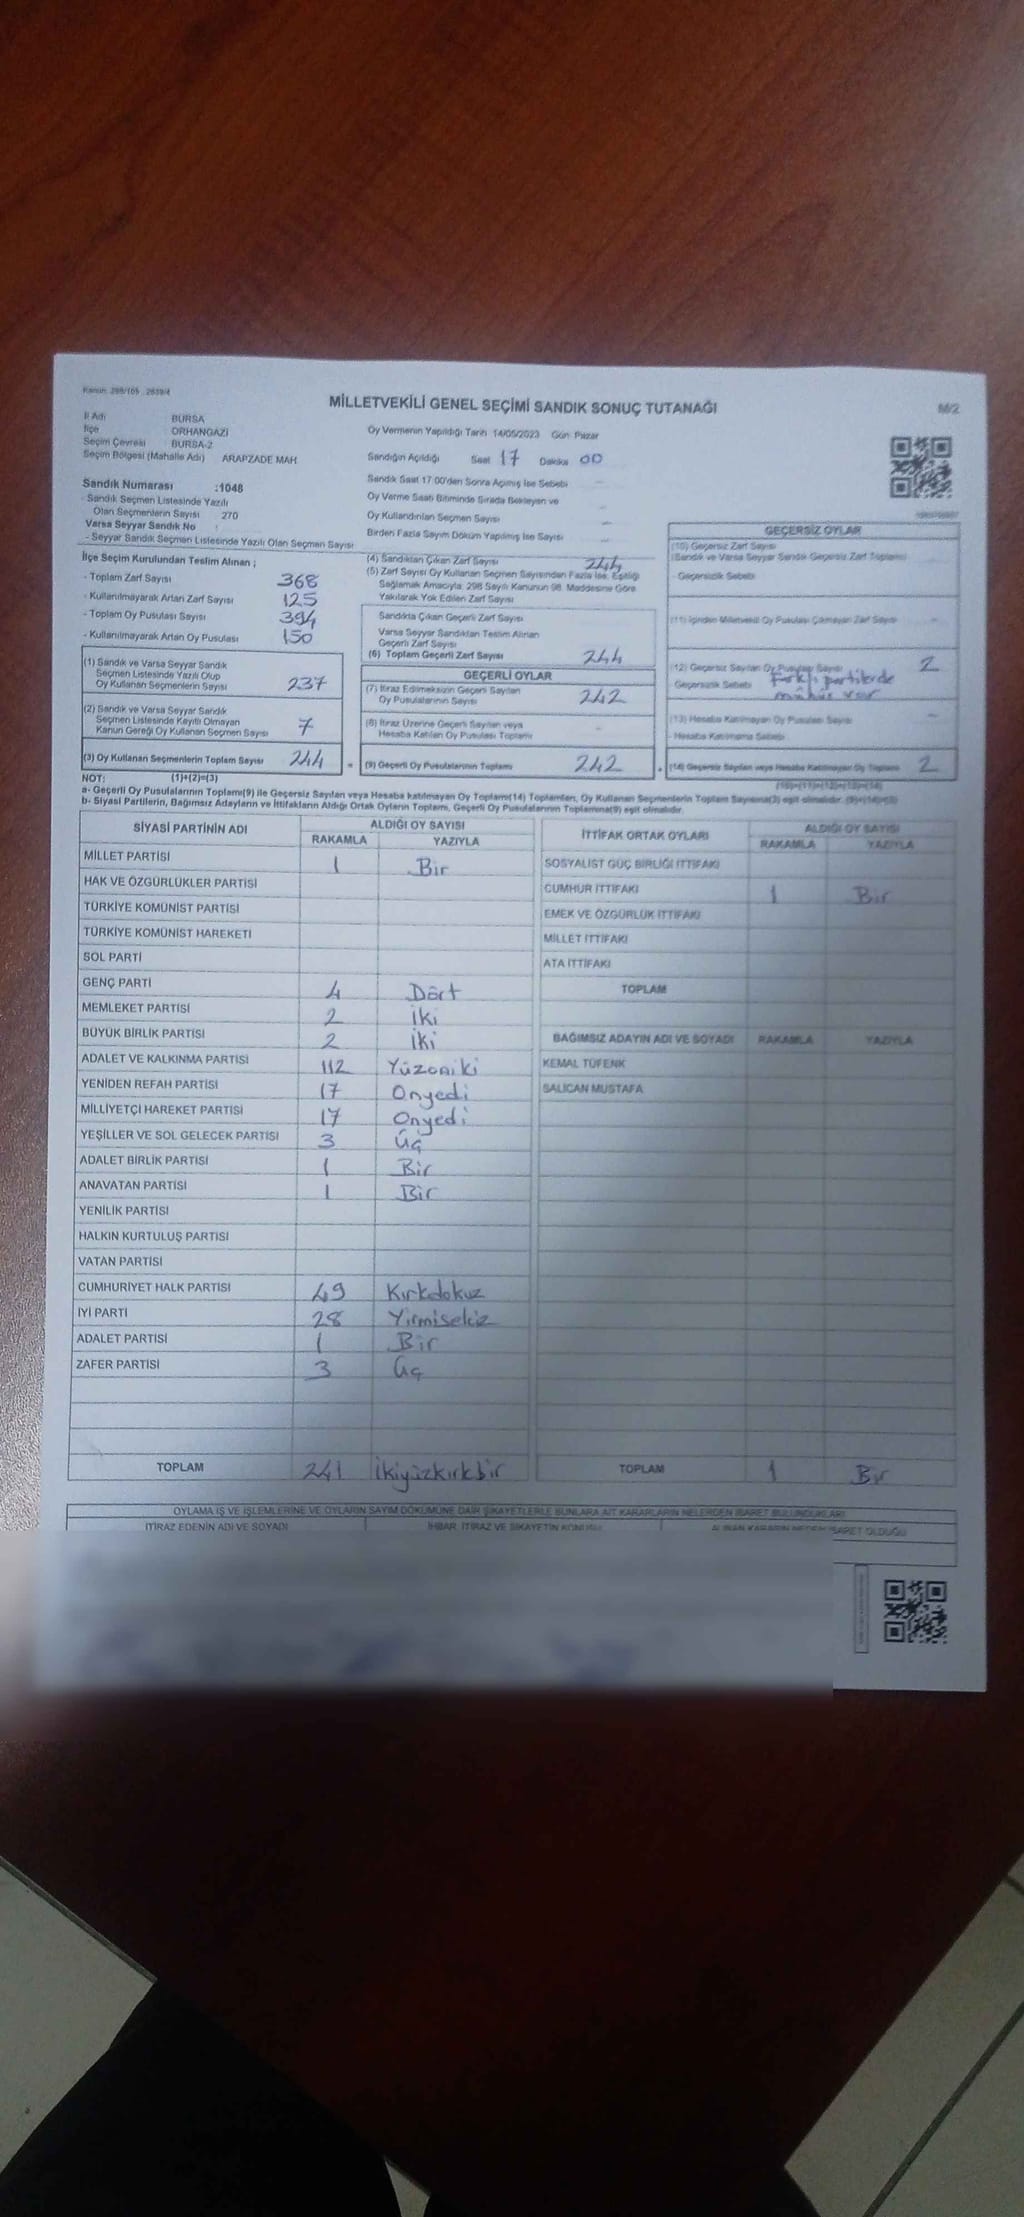 Kanun: 298/105 , 2839/4
MİLLETVEKİLİ GENEL SEÇİMİ SANDIK SONUÇ TUTANAĞI
M/2
İl Adı BURSA
İlçe ORHANGAZİ
Seçim Çevresi BURSA-2
Seçim Bölgesi (Mahalle Adı) ARAPZADE MAH.
Oy Vermenin Yapıldığı Tarih 14/05/2023 Gün: Pazar
Sandığın Açıldığı Saat 17 Dakika 00
Sandık Saat 17.00'den Sonra Açılmış İse Sebebi
Oy Verme Saati Bitiminde Sırada Bekleyen ve
Oy Kullandırılan Seçmen Sayısı
Birden Fazla Sayım Döküm Yapılmış İse Sayısı
Sandık Numarası :1048
- Sandık Seçmen Listesinde Yazılı
Olan Seçmenlerin Sayısı 270
Varsa Seyyar Sandık No :
- Seyyar Sandık Seçmen Listesinde Yazılı Olan Seçmen Sayısı
İlçe Seçim Kurulundan Teslim Alınan ;
- Toplam Zarf Sayısı 368
- Kullanılmayarak Artan Zarf Sayısı 125
- Toplam Oy Pusulası Sayısı 394
- Kullanılmayarak Artan Oy Pusulası 150
(1) Sandık ve Varsa Seyyar Sandık
Seçmen Listesinde Yazılı Olup
Oy Kullanan Seçmenlerin Sayısı 237
(2) Sandık ve Varsa Seyyar Sandık
Seçmen Listesinde Kayıtlı Olmayan
Kanun Gereği Oy Kullanan Seçmen Sayısı 7
(3) Oy Kullanan Seçmenlerin Toplam Sayısı 244
(4) Sandıktan Çıkan Zarf Sayısı 244
(5) Zarf Sayısı Oy Kullanan Seçmen Sayısından Fazla İse, Eşitliği
Sağlamak Amacıyla 298 Sayılı Kanunun 98. Maddesine Göre
Yakılarak Yok Edilen Zarf Sayısı
Sandıkta Çıkan Geçerli Zarf Sayısı
Varsa Seyyar Sandıktan Teslim Alınan
Geçerli Zarf Sayısı
(6) Toplam Geçerli Zarf Sayısı 244
GEÇERLİ OYLAR
(7) İtiraz Edilmeksizin Geçerli Sayılan
Oy Pusulalarının Sayısı 242
(8) İtiraz Üzerine Geçerli Sayılan veya
Hesaba Katılan Oy Pusulası Toplamı
= (9) Geçerli Oy Pusulalarının Toplamı 242
GEÇERSİZ OYLAR
(10) Geçersiz Zarf Sayısı
(Sandık ve Varsa Seyyar Sandık Geçersiz Zarf Toplamı)
- Geçersizlik Sebebi
(11) İçinden Milletvekili Oy Pusulası Çıkmayan Zarf Sayısı
(12) Geçersiz Sayılan Oy Pusulası Sayısı 2
Geçersizlik Sebebi farklı partilerde
mühür var
(13) Hesaba Katılmayan Oy Pusulası Sayısı
- Hesaba Katılmama Sebebi
+ (14) Geçersiz Sayılan veya Hesaba Katılmayan Oy Toplamı 2
NOT: (1)+(2)=(3)
(10)+(11)+(12)+(13)=(14)
a- Geçerli Oy Pusulalarının Toplamı(9) ile Geçersiz Sayılan veya Hesaba katılmayan Oy Toplamı(14) Toplamları, Oy Kullanan Seçmenlerin Toplam Sayısına(3) eşit olmalıdır. (9)+(14)=(3)
b- Siyasi Partilerin, Bağımsız Adayların ve İttifakların Aldığı Ortak Oyların Toplamı, Geçerli Oy Pusulalarının Toplamına(9) eşit olmalıdır.
SİYASİ PARTİNİN ADI ALDIĞI OY SAYISI
RAKAMLA YAZIYLA
MİLLET PARTİSİ 1 Bir
HAK VE ÖZGÜRLÜKLER PARTİSİ
TÜRKİYE KOMÜNİST PARTİSİ
TÜRKİYE KOMÜNİST HAREKETİ
SOL PARTİ
GENÇ PARTİ 4 Dört
MEMLEKET PARTİSİ 2 İki
BÜYÜK BİRLİK PARTİSİ 2 İki
ADALET VE KALKINMA PARTİSİ 112 Yüzoniki
YENİDEN REFAH PARTİSİ 17 Onyedi
MİLLİYETÇİ HAREKET PARTİSİ 17 Onyedi
YEŞİLLER VE SOL GELECEK PARTİSİ 3 Üç
ADALET BİRLİK PARTİSİ 1 Bir
ANAVATAN PARTİSİ 1 Bir
YENİLİK PARTİSİ
HALKIN KURTULUŞ PARTİSİ
VATAN PARTİSİ
CUMHURİYET HALK PARTİSİ 49 Kırkdokuz
İYİ PARTİ 28 Yirmisekiz
ADALET PARTİSİ 1 Bir
ZAFER PARTİSİ 3 Üç
TOPLAM 241 İkiyüzkırkbir
İTTİFAK ORTAK OYLARI ALDIĞI OY SAYISI
RAKAMLA YAZIYLA
SOSYALİST GÜÇ BİRLİĞİ İTTİFAKI
CUMHUR İTTİFAKI 1 Bir
EMEK VE ÖZGÜRLÜK İTTİFAKI
MİLLET İTTİFAKI
ATA İTTİFAKI
TOPLAM
BAĞIMSIZ ADAYIN ADI VE SOYADI RAKAMLA YAZIYLA
KEMAL TÜFENK
SALİCAN MUSTAFA
TOPLAM 1 Bir
OYLAMA İŞ VE İŞLEMLERİNE VE OYLARIN SAYIM DÖKÜMÜNE DAİR ŞİKAYETLERLE BUNLARA AİT KARARLARIN NELERDEN İBARET BULUNDUKLARI
İTİRAZ EDENİN ADI VE SOYADI İHBAR, İTİRAZ VE ŞİKAYETİN KONUSU ALINAN KARARIN NEDEN İBARET OLDUĞU